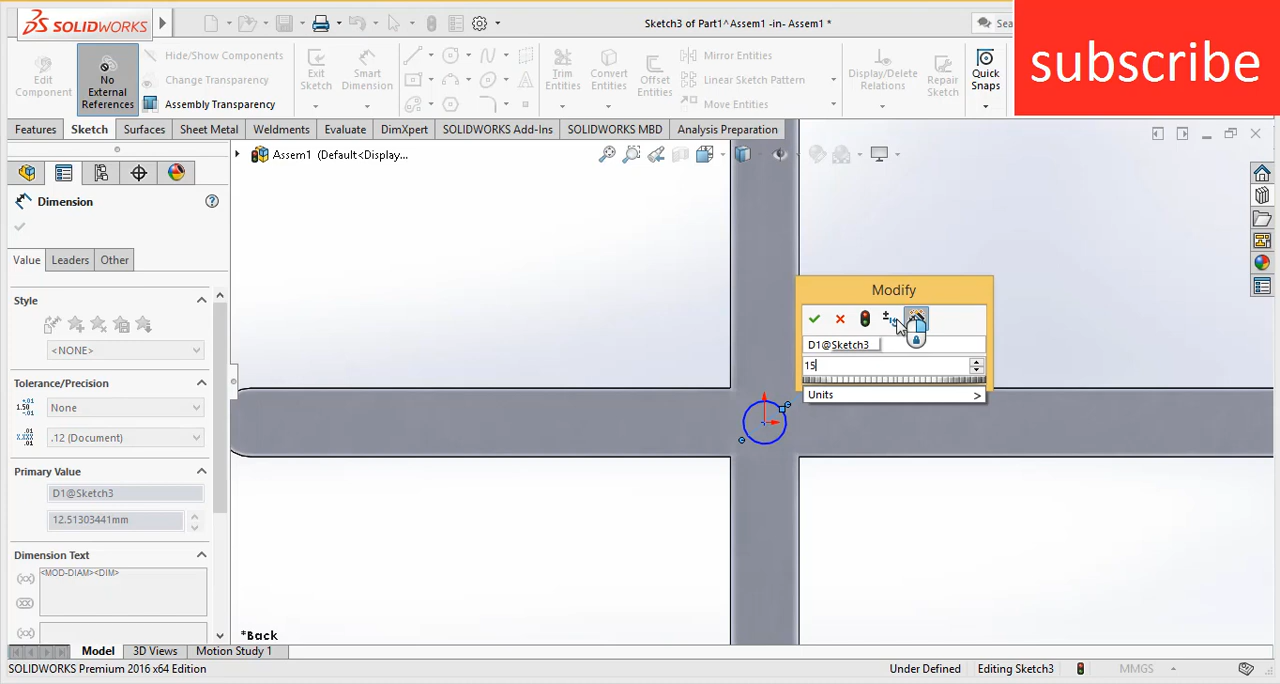 SOLIDWORKS
Sketch3 of Part1^Assem1 -in- Assem1 *
Sea
subscribe
Edit
Component
No
External
References
Hide/Show Components
Change Transparency
Assembly Transparency
Exit
Sketch
Smart
Dimension
Trim
Entities
Convert
Entities
Offset
Entities
Mirror Entities
Linear Sketch Pattern
Move Entities
Display/Delete
Relations
Repair
Sketch
Quick
Snaps
Features
Sketch
Surfaces
Sheet Metal
Weldments
Evaluate
DimXpert
SOLIDWORKS Add-Ins
SOLIDWORKS MBD
Analysis Preparation
Assem1 (Default<Display...
Dimension
Value
Leaders
Other
Style
<NONE>
Tolerance/Precision
None
.12 (Document)
Primary Value
D1@Sketch3
12.51303441mm
Dimension Text
<MOD-DIAM><DIM>
Modify
D1@Sketch3
15
Units
*Back
Model
3D Views
Motion Study 1
SOLIDWORKS Premium 2016 x64 Edition
Under Defined
Editing Sketch3
MMGS